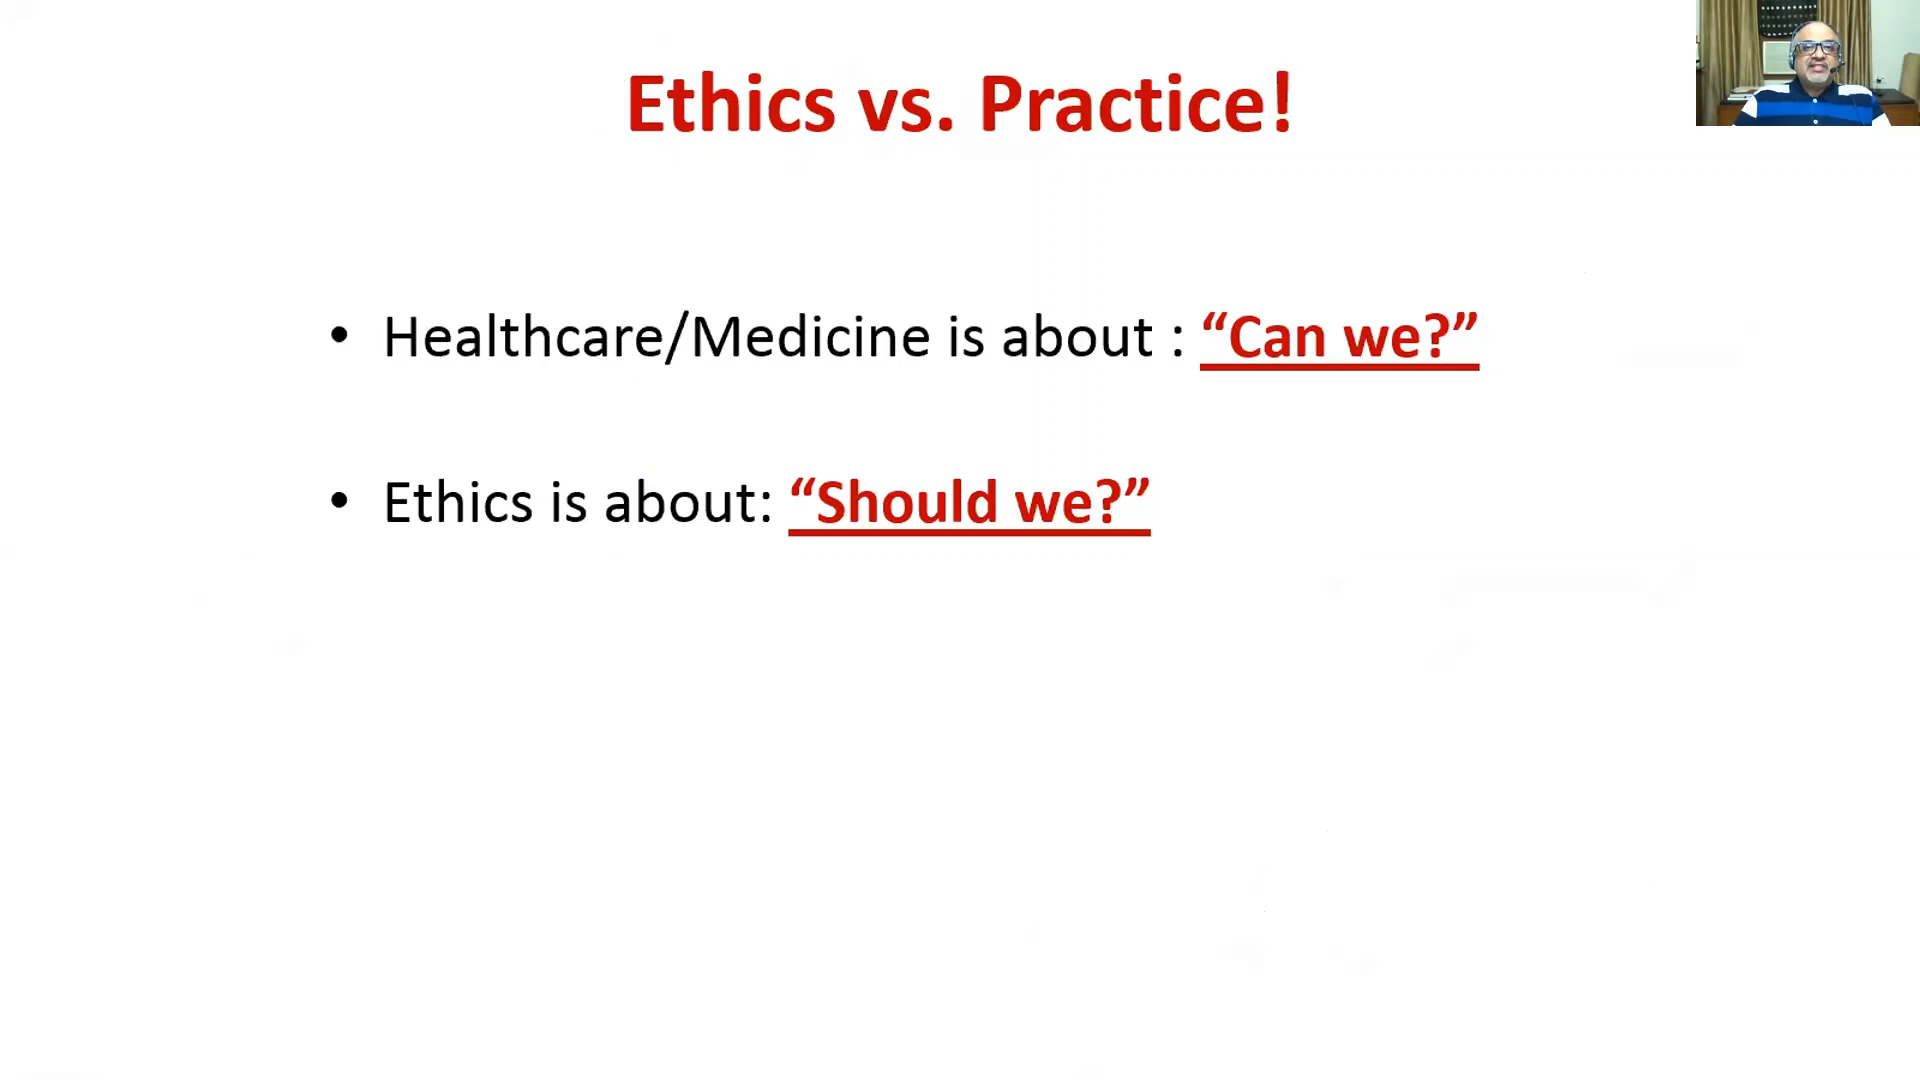 Ethics vs. Practice!
• Healthcare/Medicine is about : “Can we?”
• Ethics is about: “Should we?”